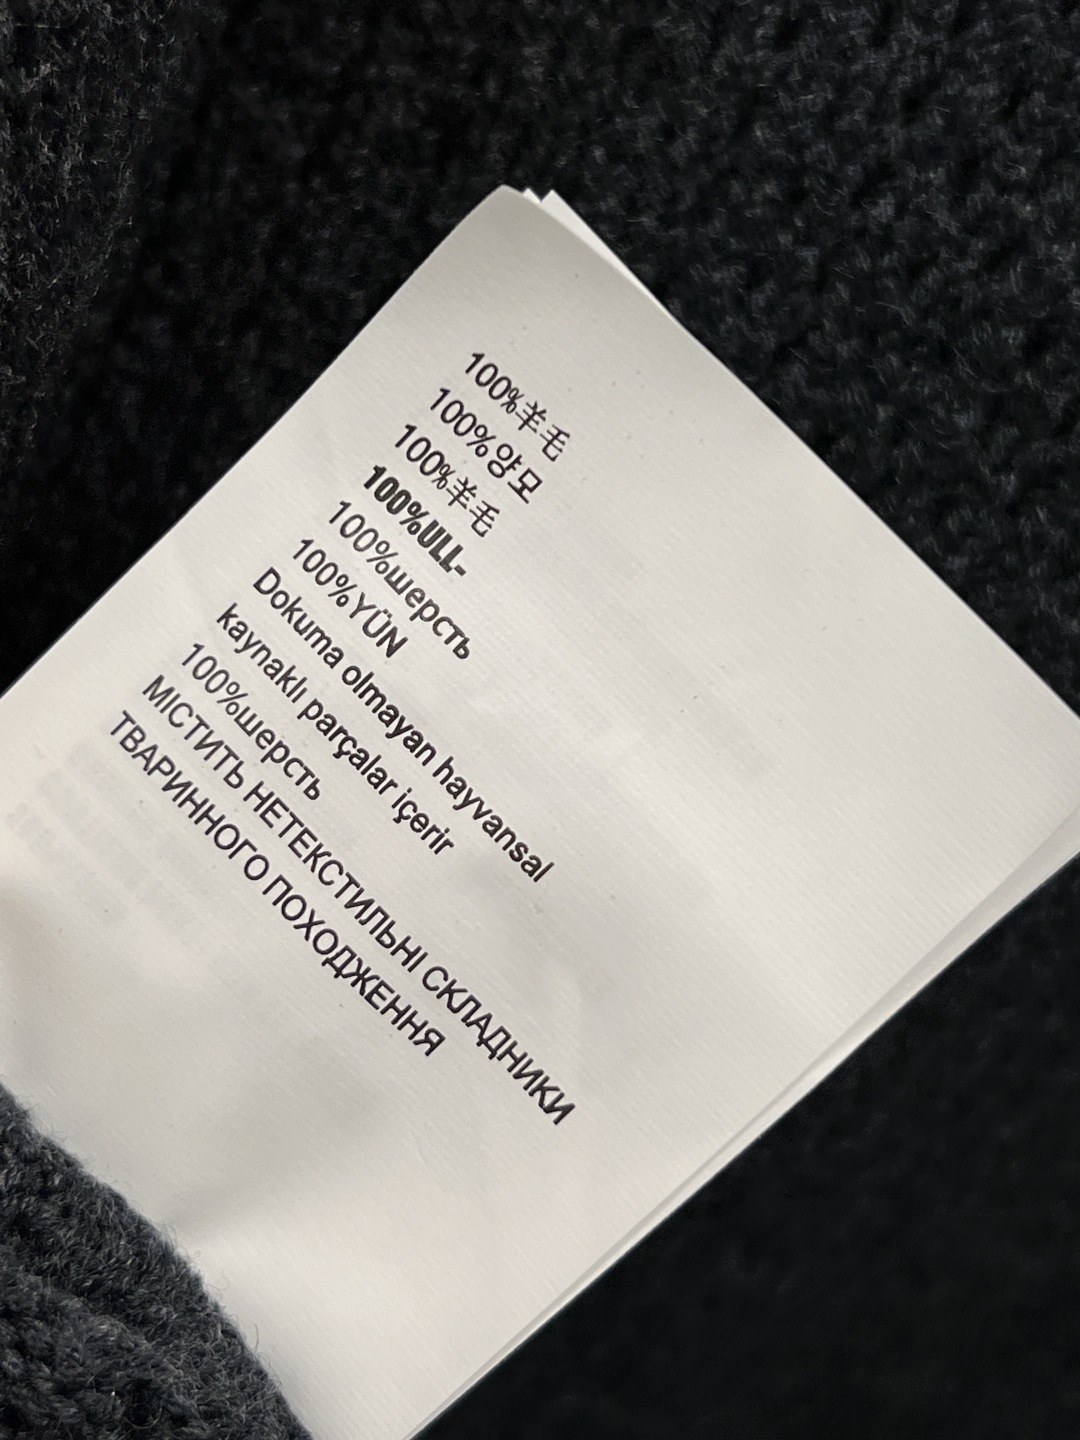 100%羊毛
100%양모
100%羊毛
100%ULL-
100%шерсть
100%YÜN
Dokuma olmayan hayvansal
kaynaklı parçalar içerir
100%шерсть
МІСТИТЬ НЕТЕКСТИЛЬНІ СКЛАДНИКИ
ТВАРИННОГО ПОХОДЖЕННЯ